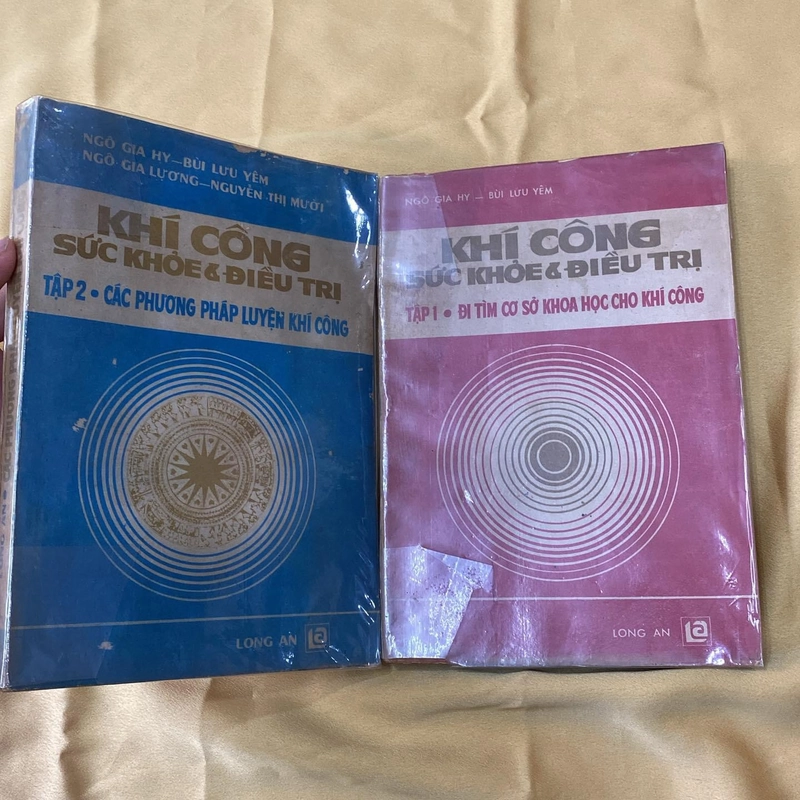 NGÔ GIA HY—BÙI LƯU YÊM
NGÔ GIA LƯƠNG—NGUYỄN THỊ MƯỜI
KHÍ CÔNG
SỨC KHỎE & ĐIỀU TRỊ
TẬP 2 • CÁC PHƯƠNG PHÁP LUYỆN KHÍ CÔNG
LONG AN
NGÔ GIA HY — BÙI LƯU YÊM
KHÍ CÔNG
SỨC KHỎE & ĐIỀU TRỊ
TẬP 1 • ĐI TÌM CƠ SỞ KHOA HỌC CHO KHÍ CÔNG
LONG AN